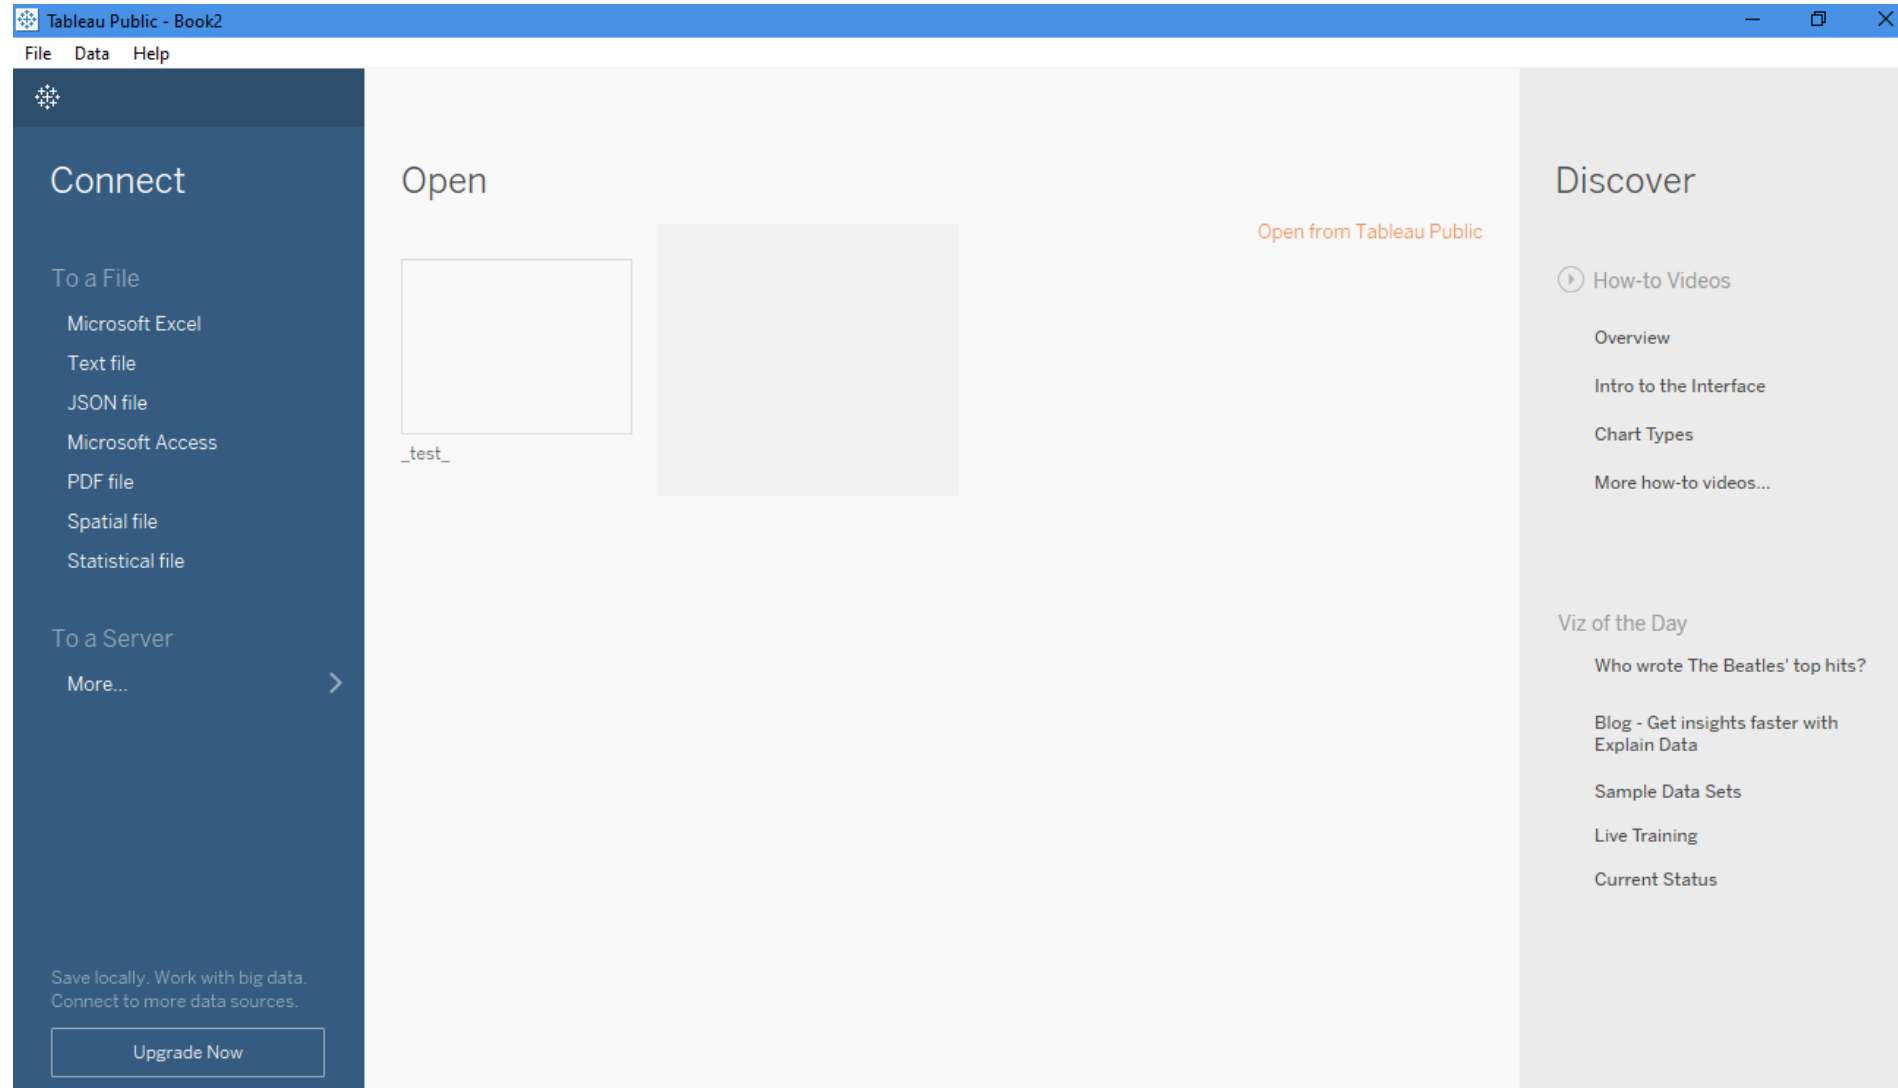 Tableau Public - Book2
File Data Help
Connect
To a File
Microsoft Excel
Text file
JSON file
Microsoft Access
PDF file
Spatial file
Statistical file
To a Server
More...
Save locally. Work with big data.
Connect to more data sources.
Upgrade Now
Open
Open from Tableau Public
_test_
Discover
How-to Videos
Overview
Intro to the Interface
Chart Types
More how-to videos...
Viz of the Day
Who wrote The Beatles' top hits?
Blog - Get insights faster with
Explain Data
Sample Data Sets
Live Training
Current Status